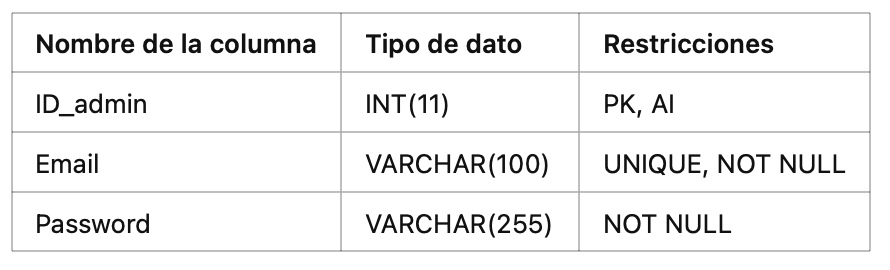 Nombre de la columna Tipo de dato Restricciones
ID_admin INT(11) PK, AI
Email VARCHAR(100) UNIQUE, NOT NULL
Password VARCHAR(255) NOT NULL